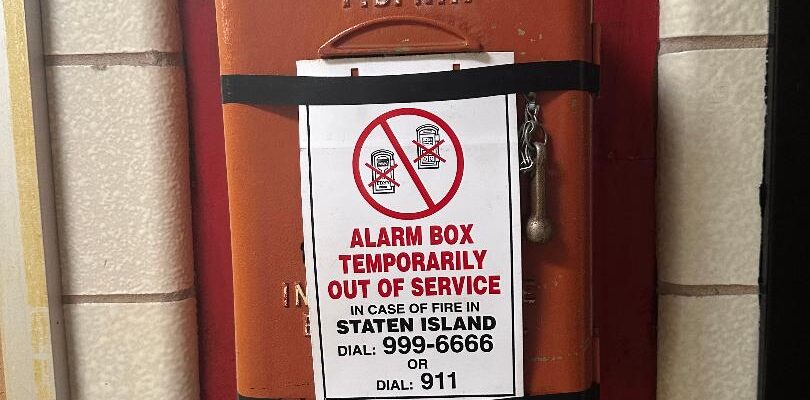 ALARM BOX
TEMPORARILY
OUT OF SERVICE
IN CASE OF FIRE IN
STATEN ISLAND
DIAL: 999-6666
OR
DIAL: 911